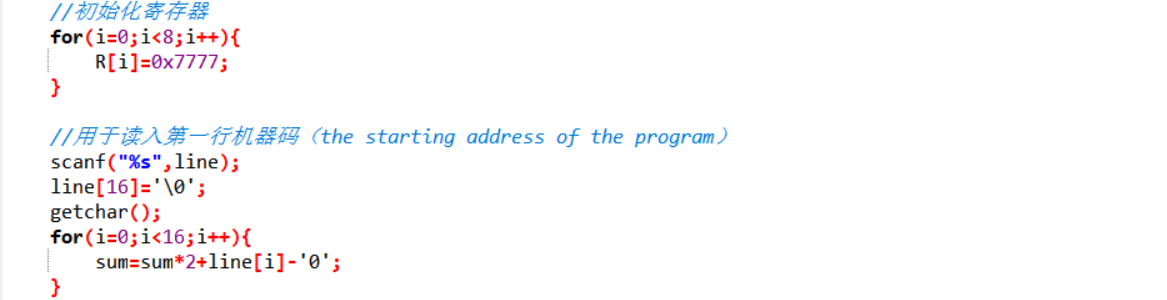 //初始化寄存器
for(i=0;i<8;i++){
R[i]=0x7777;
}
//用于读入第一行机器码（the starting address of the program）
scanf("%s",line);
line[16]='\0';
getchar();
for(i=0;i<16;i++){
sum=sum*2+line[i]-'0';
}